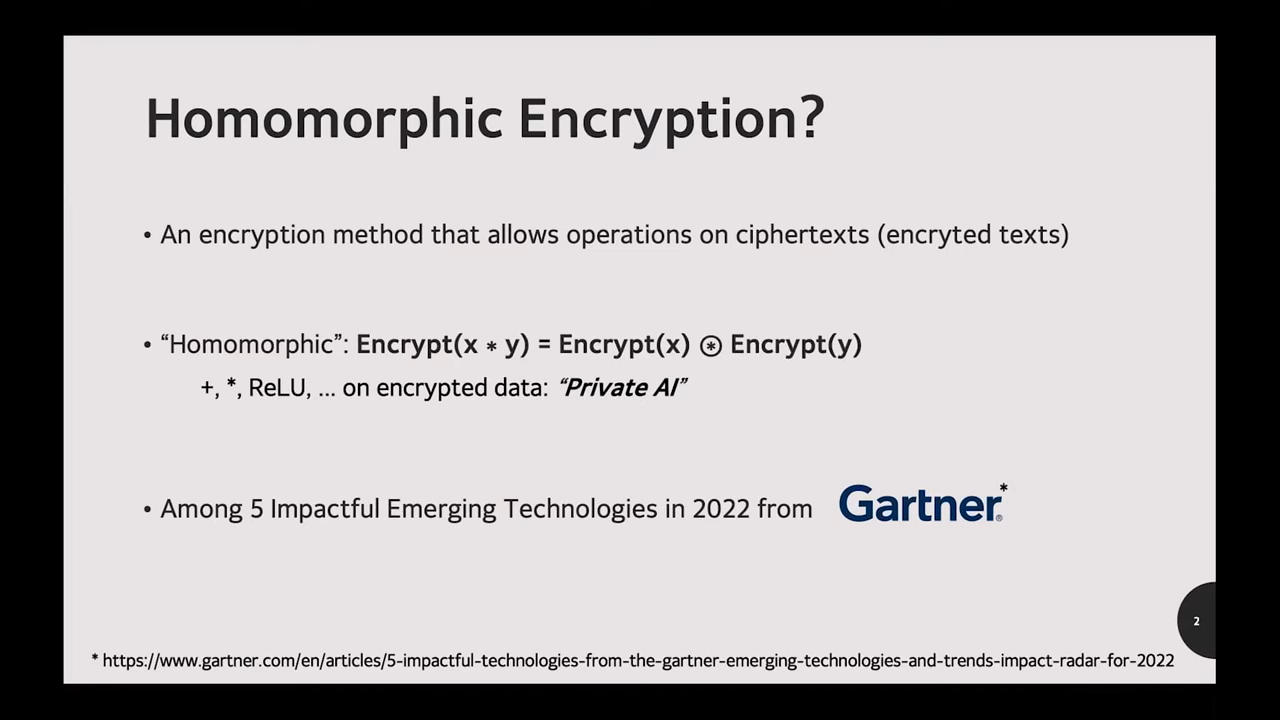 Homomorphic Encryption?
• An encryption method that allows operations on ciphertexts (encryted texts)
• “Homomorphic”: Encrypt(x * y) = Encrypt(x) ⊛ Encrypt(y)
+, *, ReLU, ... on encrypted data: “Private AI”
• Among 5 Impactful Emerging Technologies in 2022 from Gartner®*
2
* https://www.gartner.com/en/articles/5-impactful-technologies-from-the-gartner-emerging-technologies-and-trends-impact-radar-for-2022